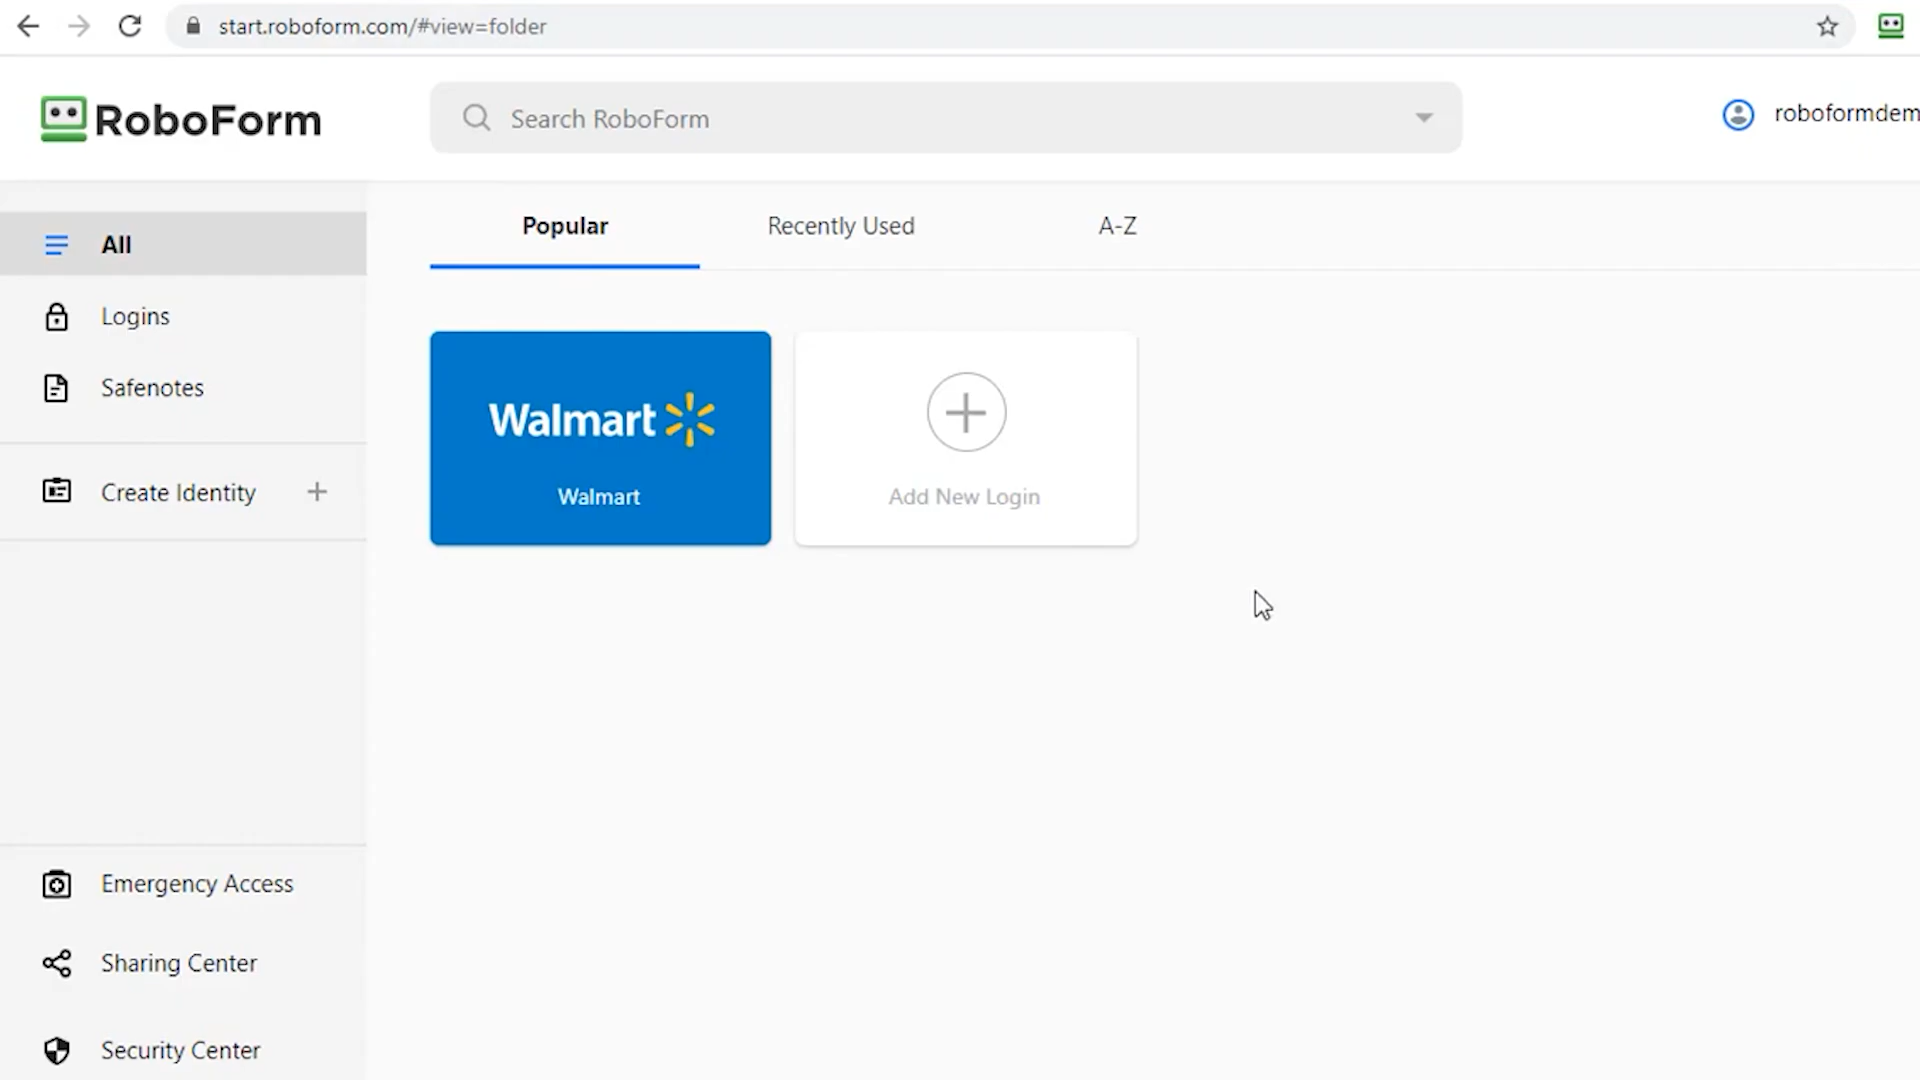 start.roboform.com/#view=folder
RoboForm
Search RoboForm
roboformdem
All
Logins
Safenotes
Create Identity
Emergency Access
Sharing Center
Security Center
Popular
Recently Used
A-Z
Walmart
Walmart
Add New Login